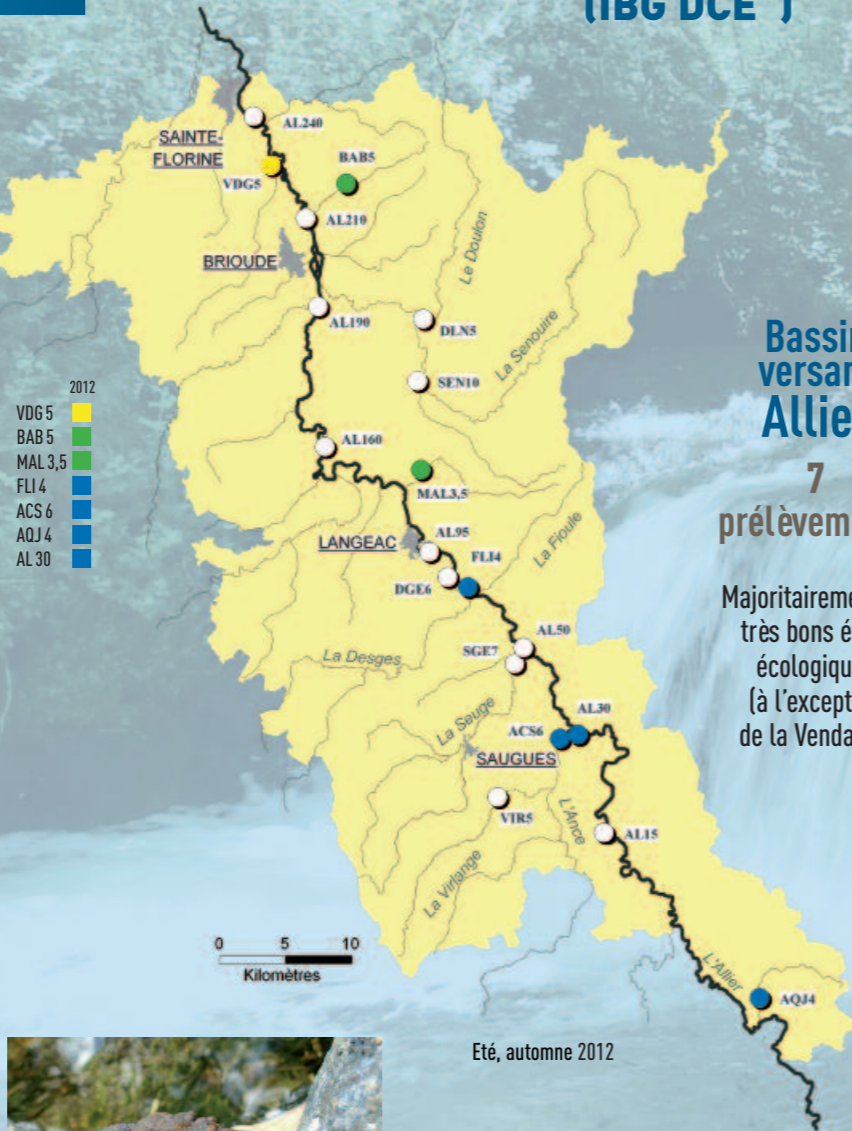 (IBG DCE )
AL240
SAINTE-
FLORINE
BAB5
VDG5
AL210
Le Doulon
BRIOUDE
AL190
DLN5
La Senouire
SEN10
2012
VDG 5
BAB 5
MAL 3,5
FLI 4
ACS 6
AQJ 4
AL 30
AL160
MAL3,5
LANGEAC
AL95
FLI4
La Fioule
DGE6
AL50
SGE7
La Desges
La Seuge
AL30
ACS6
SAUGUES
VIR5
L'Ance
AL15
La Virlange
0 5 10
Kilomètres
L'Allier
AQJ4
Bassin
versan
Allie
7
prélèvem
Majoritaireme
très bons é
écologiqu
(à l'except
de la Venda
Eté, automne 2012